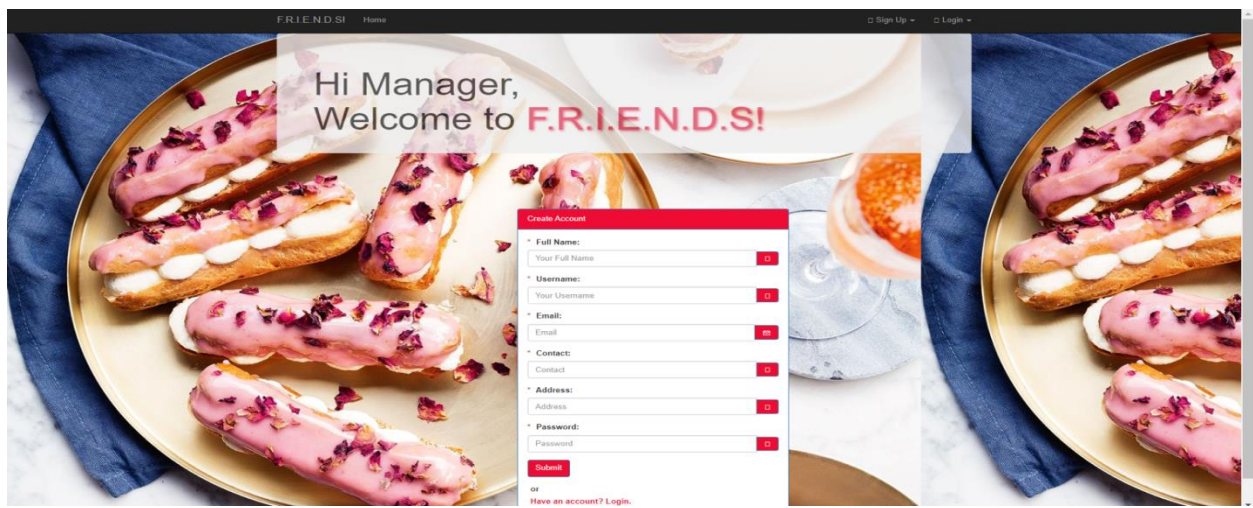 F.R.I.E.N.D.S! Home Sign Up Login
Hi Manager,
Welcome to F.R.I.E.N.D.S!
Create Account
* Full Name:
Your Full Name
* Username:
Your Username
* Email:
Email
* Contact:
Contact
* Address:
Address
* Password:
Password
Submit
or
Have an account? Login.